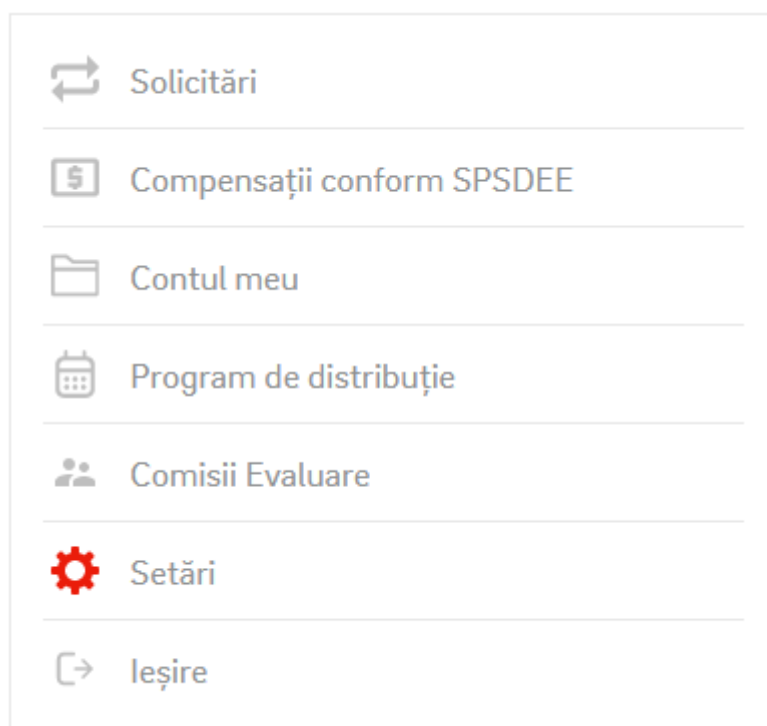 Solicitări
Compensații conform SPSDEE
Contul meu
Program de distribuție
Comisii Evaluare
Setări
Ieșire